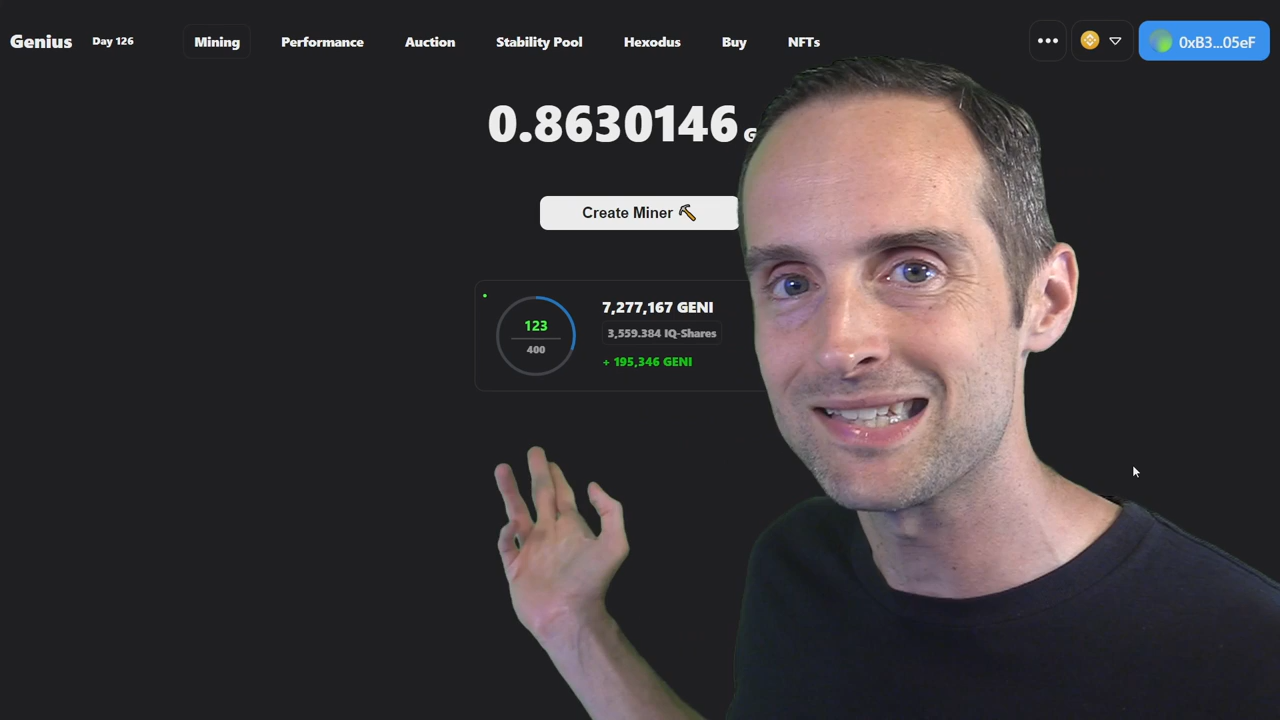 Genius Day 126 Mining Performance Auction Stability Pool Hexodus Buy NFTs ••• 0xB3...05eF
0.8630146
Create Miner
123
400
7,277,167 GENI
3,559.384 IQ-Shares
+ 195,346 GENI